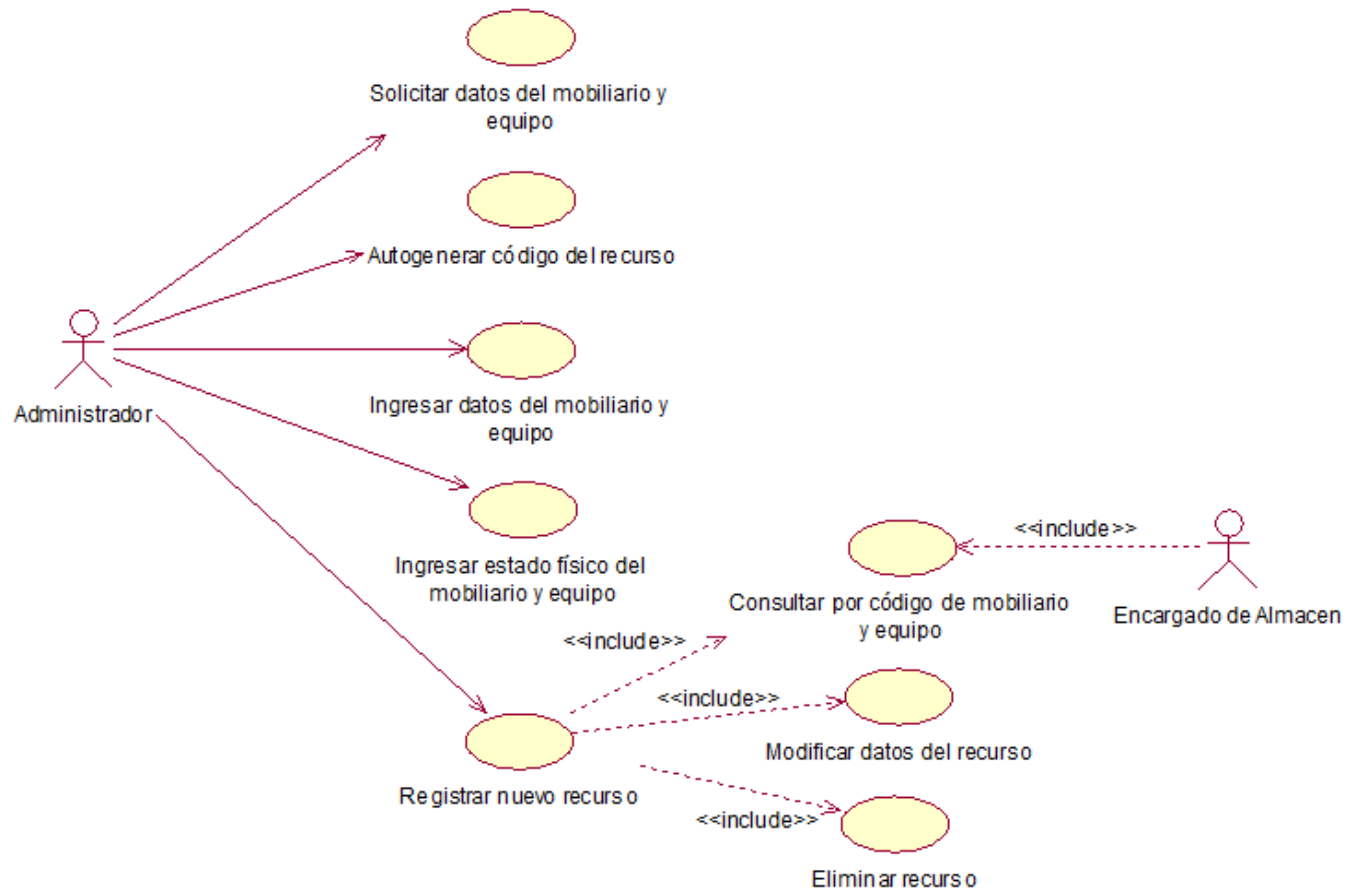 Solicitar datos del mobiliario y
equipo
Autogenerar código del recurso
Administrador
Ingresar datos del mobiliario y
equipo
Ingresar estado físico del
mobiliario y equipo
<<include>>
Consultar por código de mobiliario
y equipo
Encargado de Almacen
<<include>>
<<include>>
Modificar datos del recurso
Registrar nuevo recurso
<<include>>
Eliminar recurso